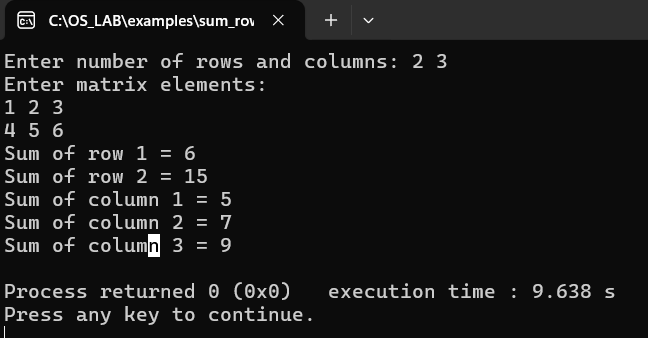 C:\OS_LAB\examples\sum_row
Enter number of rows and columns: 2 3
Enter matrix elements:
1 2 3
4 5 6
Sum of row 1 = 6
Sum of row 2 = 15
Sum of column 1 = 5
Sum of column 2 = 7
Sum of column 3 = 9
Process returned 0 (0x0)   execution time : 9.638 s
Press any key to continue.